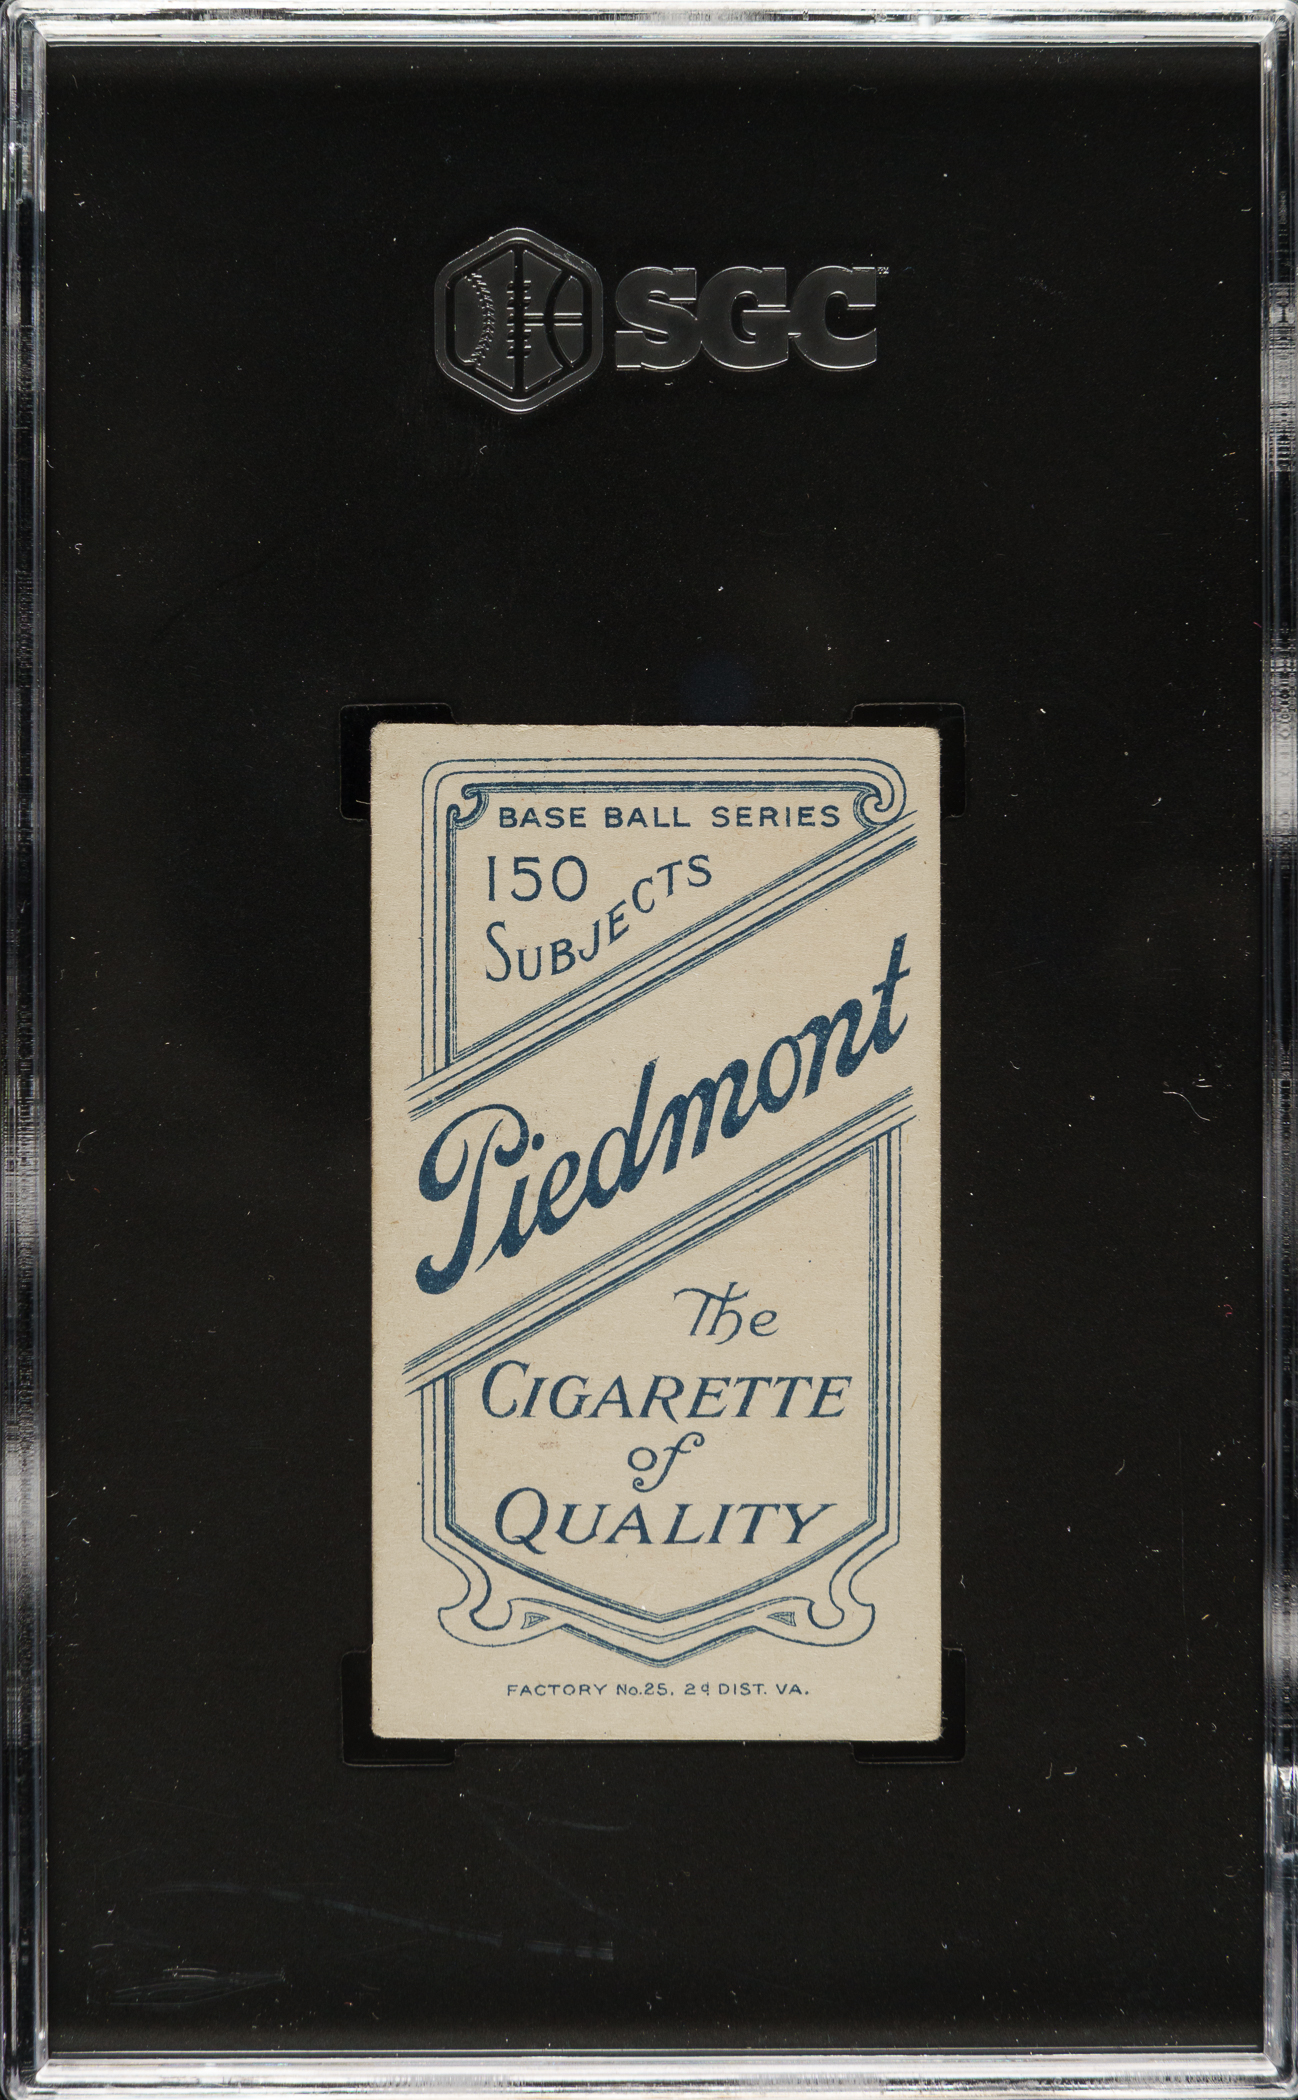 SGC
BASE BALL SERIES
150
SUBJECTS
Piedmont
The
CIGARETTE
of
QUALITY
FACTORY No.25, 2d DIST. VA.